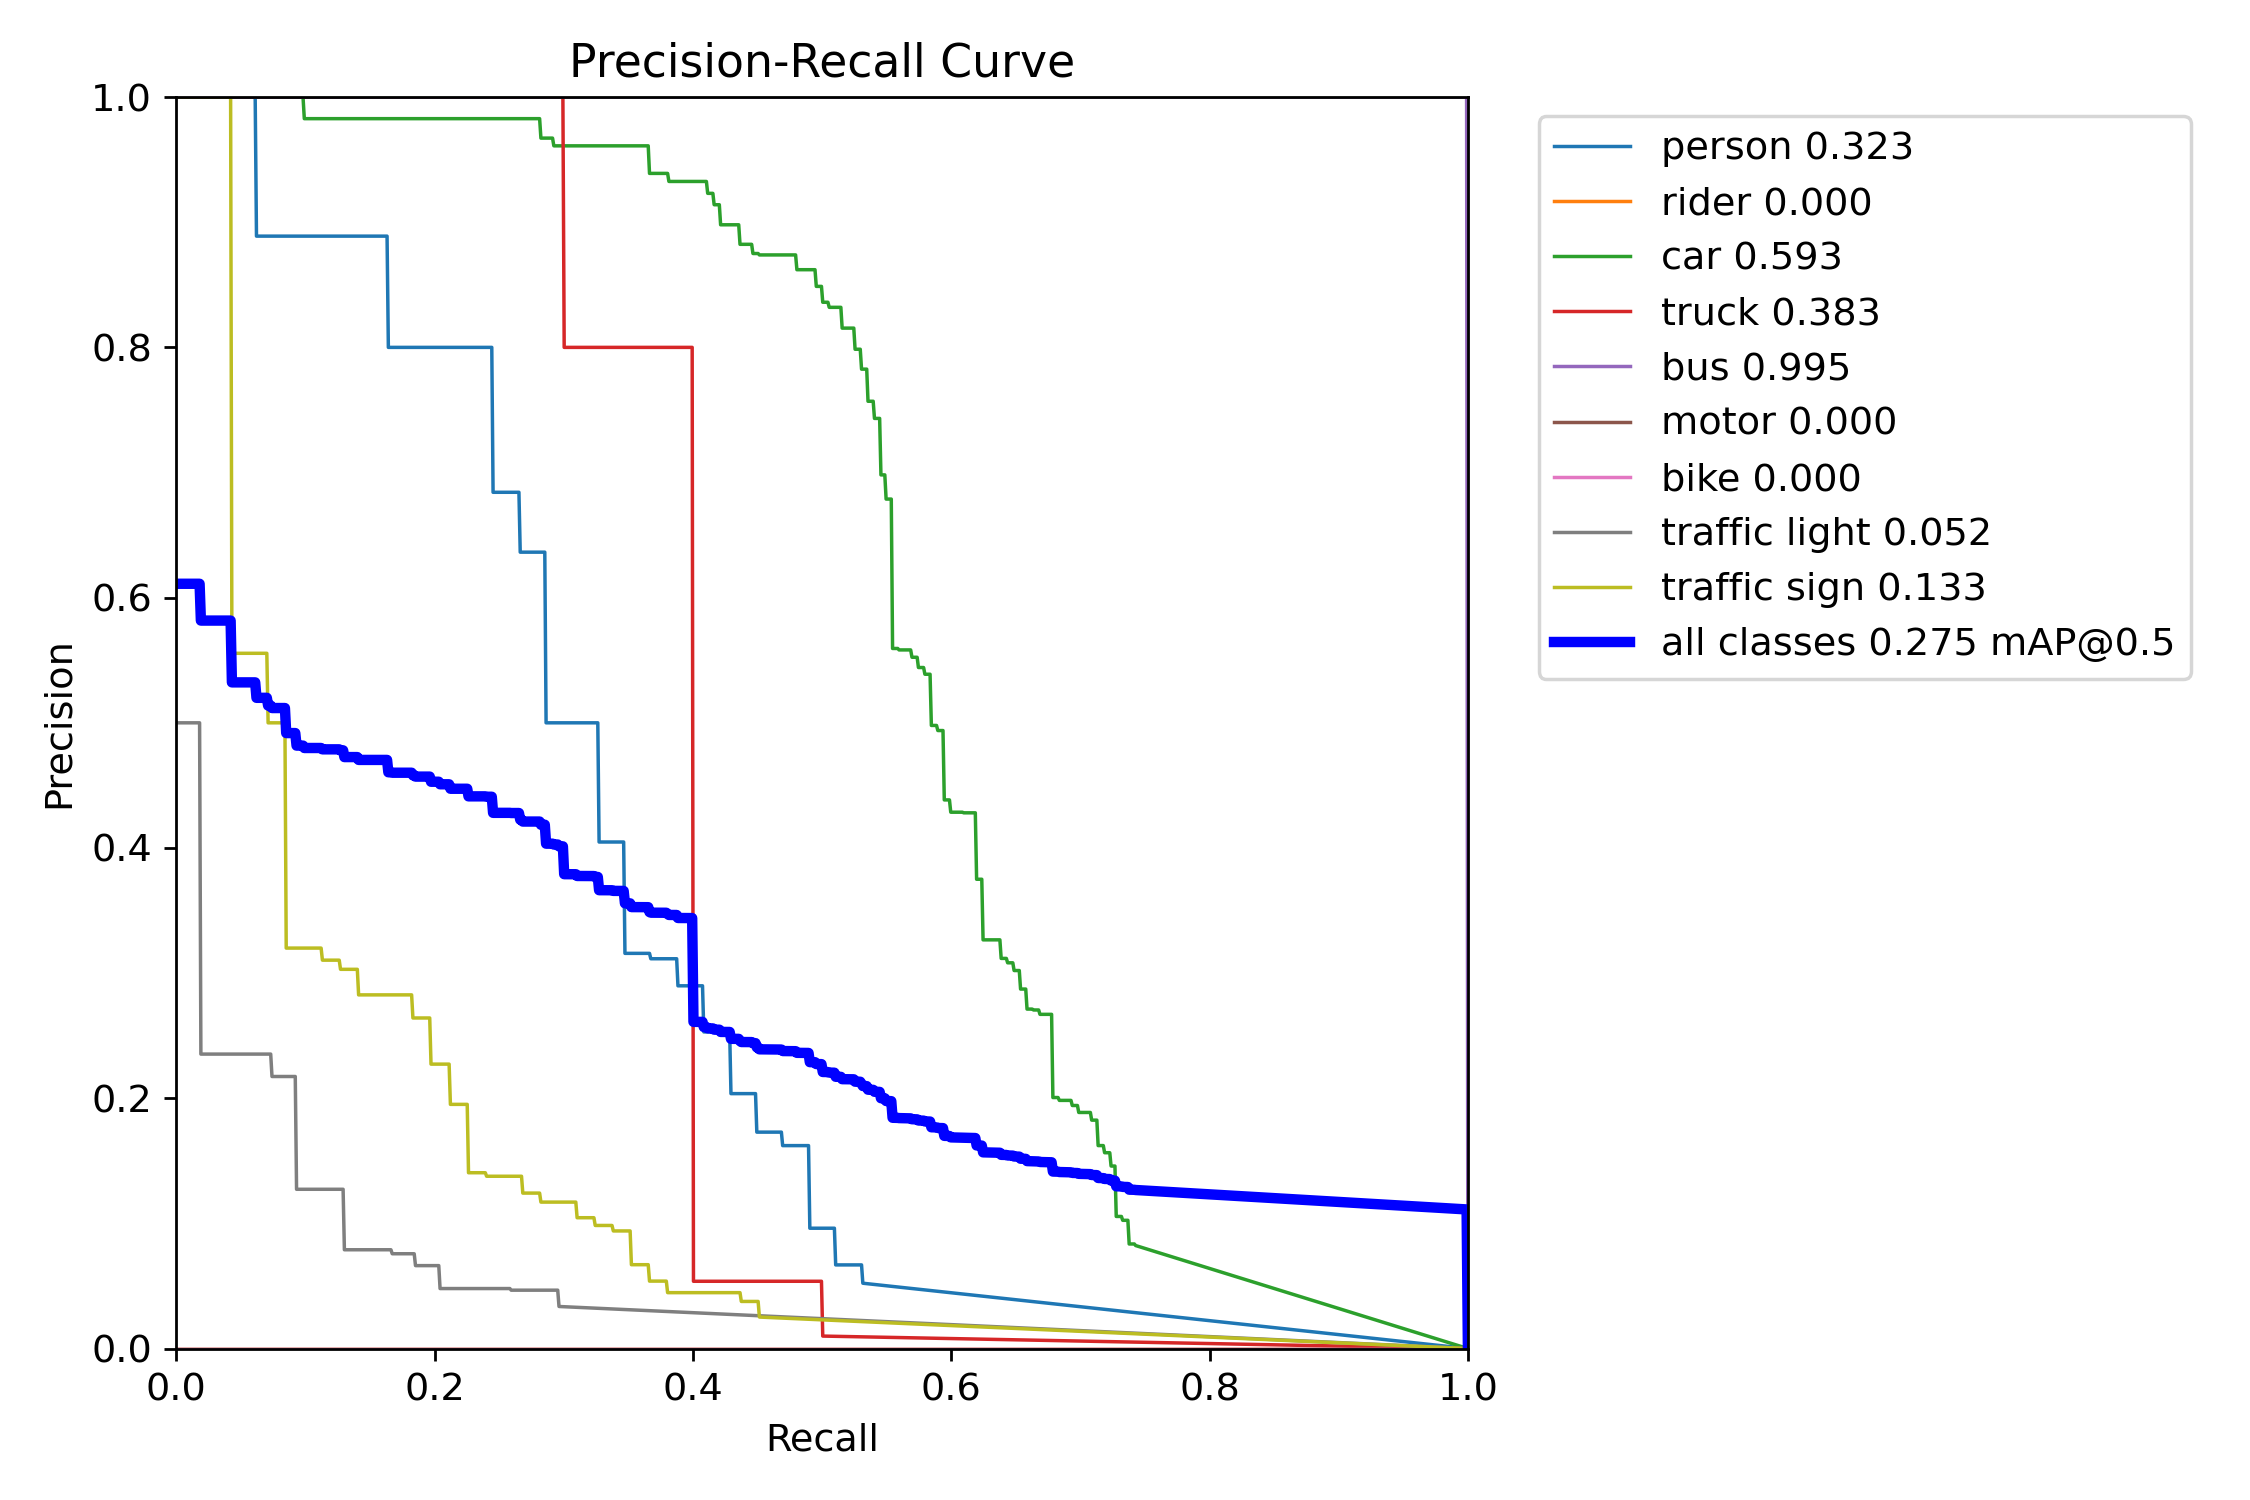 Precision-Recall Curve
1.0
0.8
0.6
0.4
0.2
0.0
Precision
0.0 0.2 0.4 0.6 0.8 1.0
Recall
person 0.323
rider 0.000
car 0.593
truck 0.383
bus 0.995
motor 0.000
bike 0.000
traffic light 0.052
traffic sign 0.133
all classes 0.275 mAP@0.5